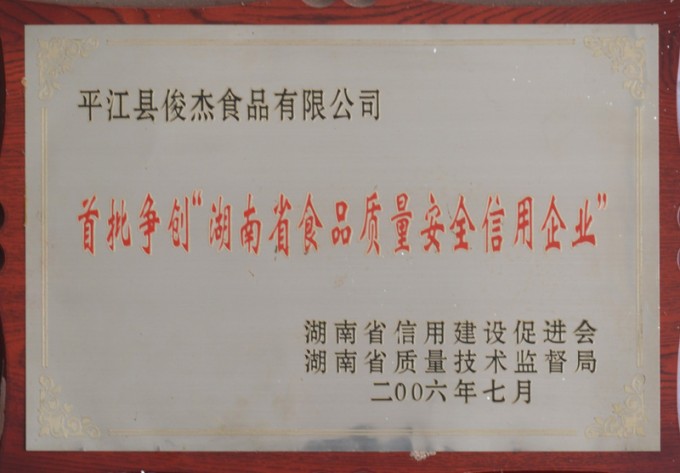 平江县俊杰食品有限公司
首批争创“湖南省食品质量安全信用企业”
湖南省信用建设促进会
湖南省质量技术监督局
二00六年七月